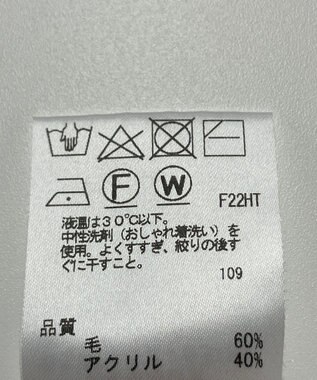 F
W
F22HT
液温は30℃以下。
中性洗剤（おしゃれ着洗い）を
使用。よくすすぎ、絞りの後す
ぐに干すこと。
109
品質
毛 60%
アクリル 40%